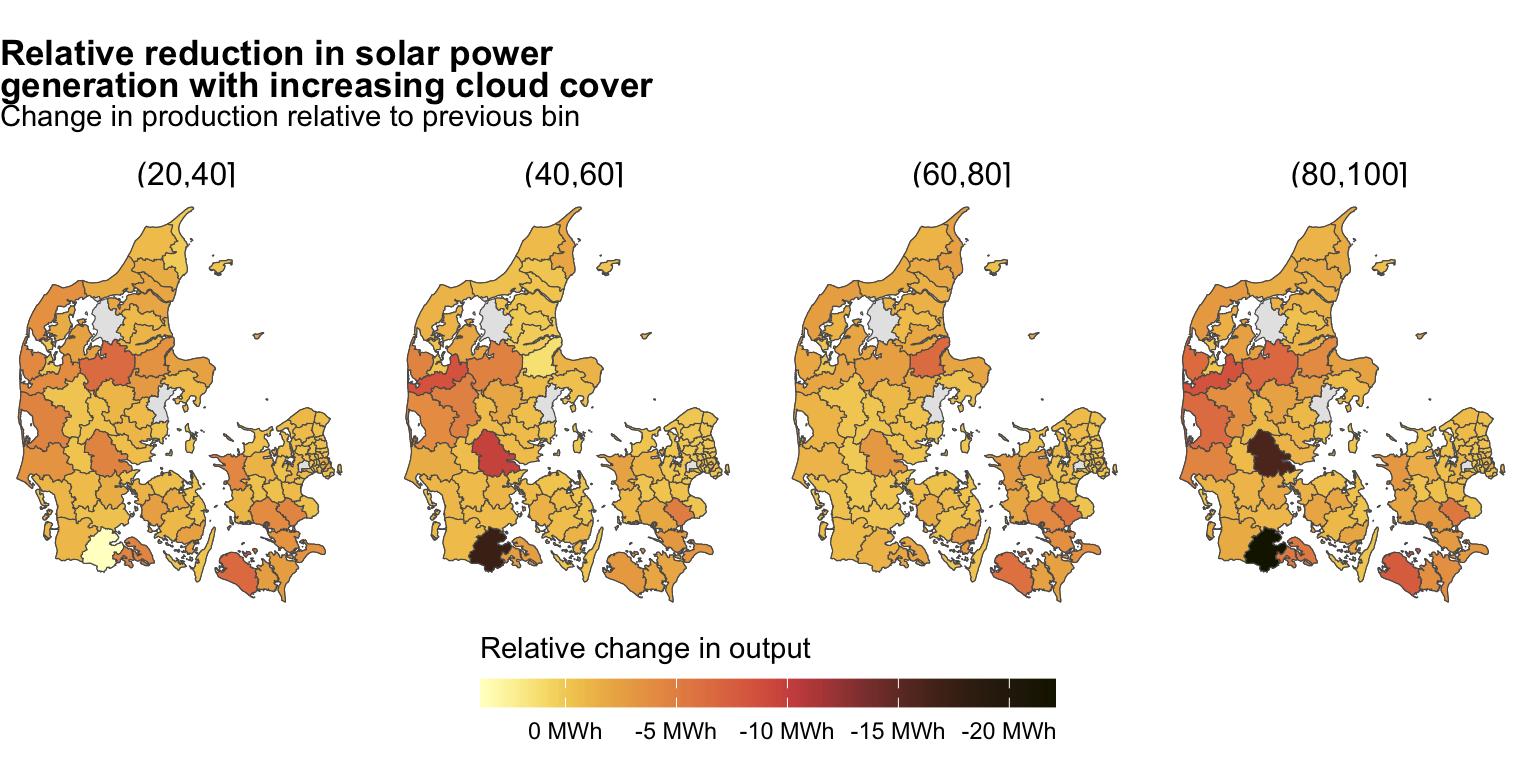 Relative reduction in solar power
generation with increasing cloud cover
Change in production relative to previous bin
(20,40]
(40,60]
(60,80]
(80,100]
Relative change in output
0 MWh
-5 MWh
-10 MWh
-15 MWh
-20 MWh